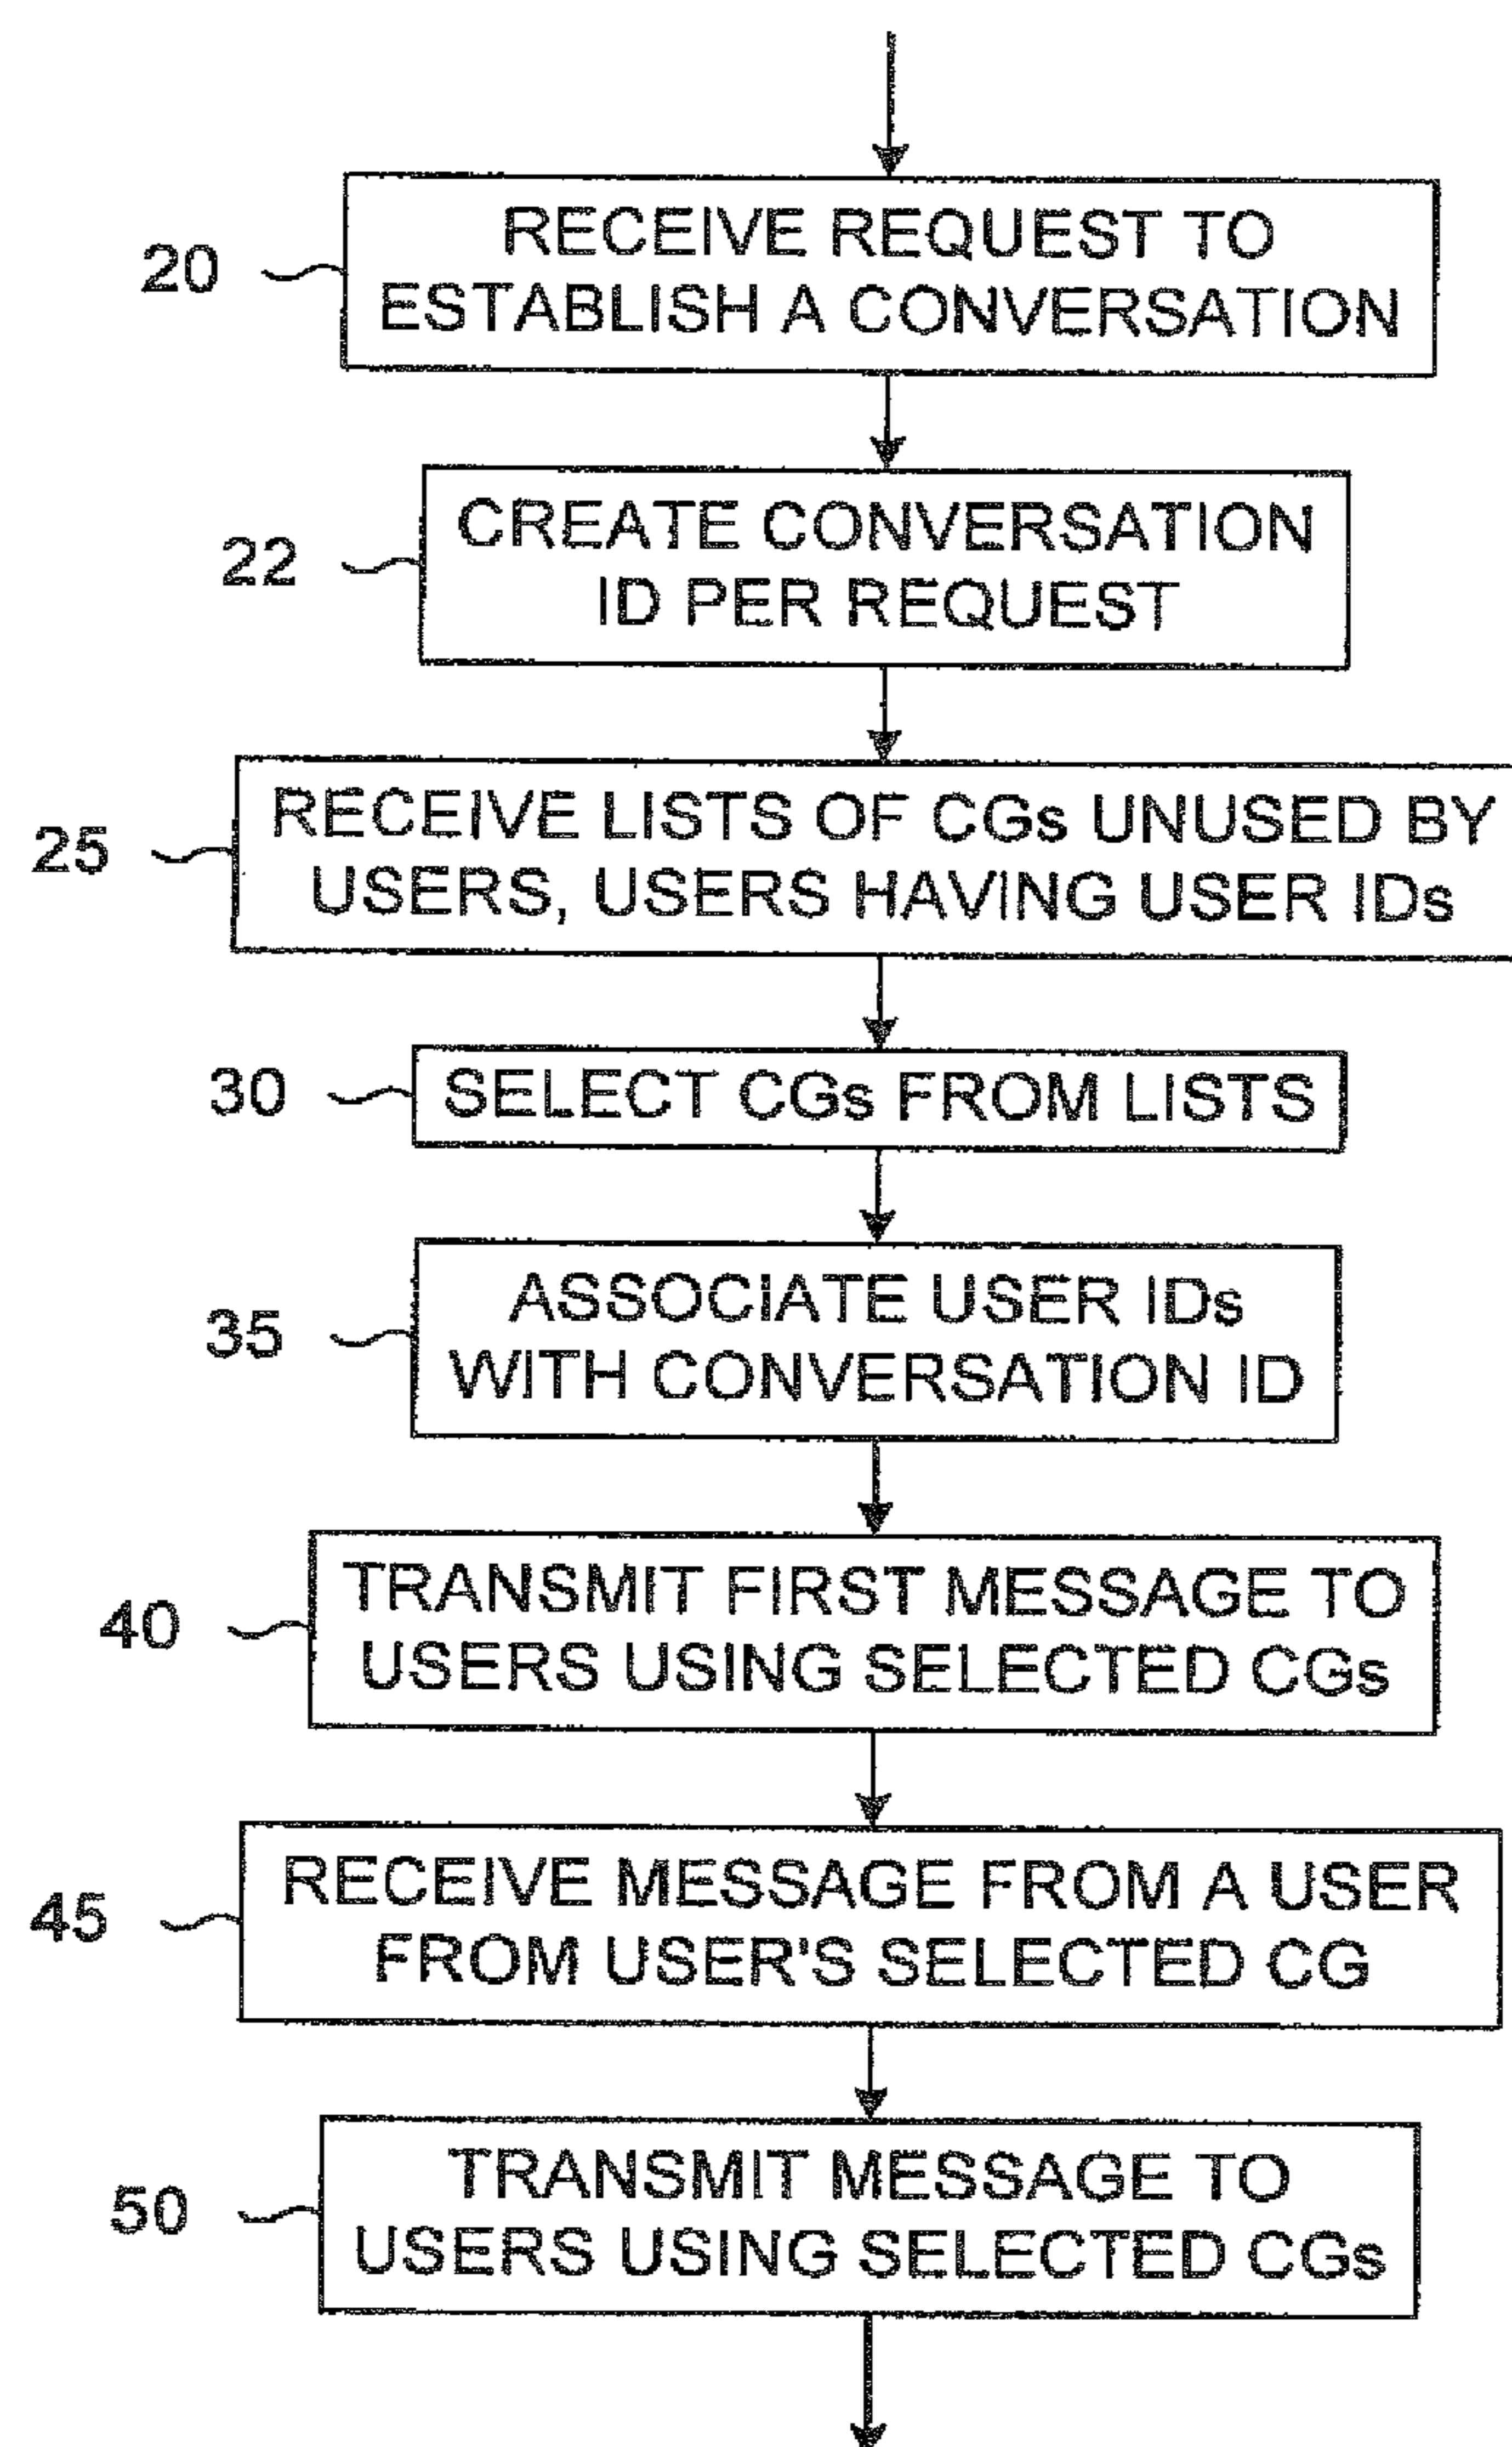 20
RECEIVE REQUEST TO
ESTABLISH A CONVERSATION
22
CREATE CONVERSATION
ID PER REQUEST
25
RECEIVE LISTS OF CGs UNUSED BY
USERS, USERS HAVING USER IDs
30
SELECT CGs FROM LISTS
35
ASSOCIATE USER IDs
WITH CONVERSATION ID
40
TRANSMIT FIRST MESSAGE TO
USERS USING SELECTED CGs
45
RECEIVE MESSAGE FROM A USER
FROM USER'S SELECTED CG
50
TRANSMIT MESSAGE TO
USERS USING SELECTED CGs